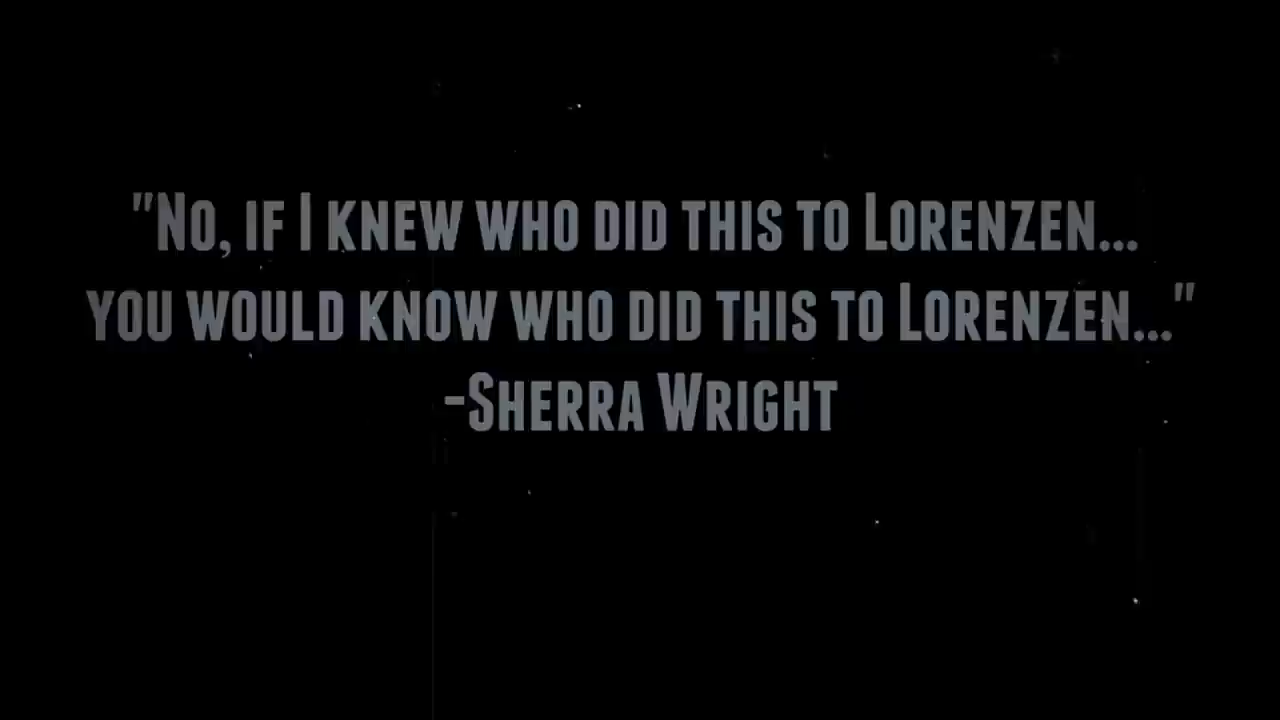 "No, if I knew who did this to Lorenzen...
you would know who did this to Lorenzen..."
-Sherra Wright